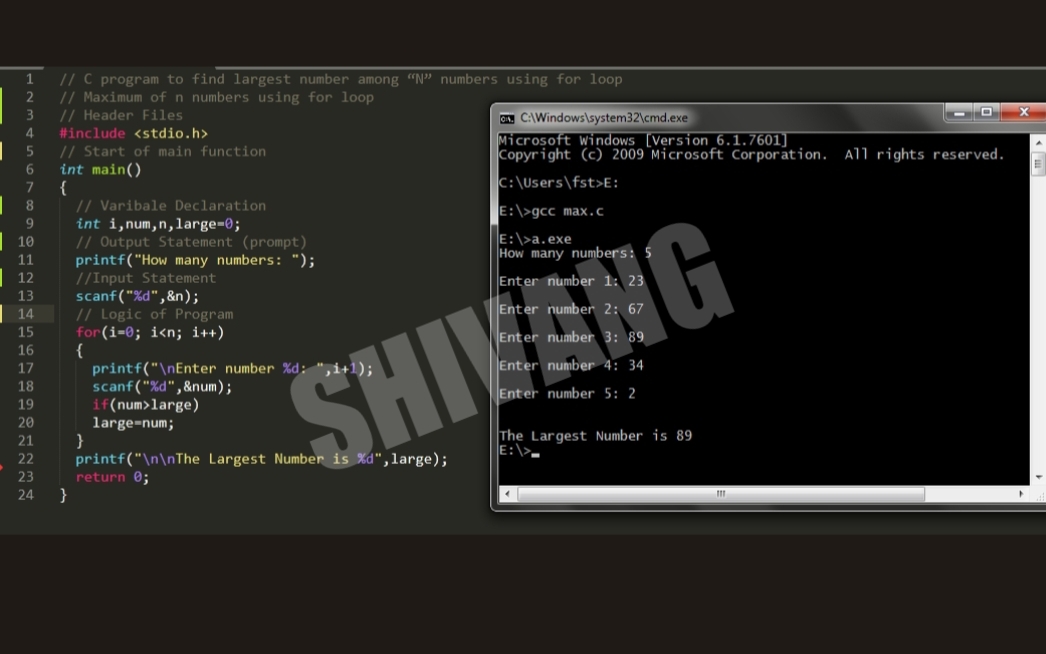 1 // C program to find largest number among “N” numbers using for loop
2 // Maximum of n numbers using for loop
3 // Header Files
4 #include <stdio.h>
5 // Start of main function
6 int main()
7 {
8 // Varibale Declaration
9 int i,num,n,large=0;
10 // Output Statement (prompt)
11 printf("How many numbers: ");
12 //Input Statement
13 scanf("%d",&n);
14 // Logic of Program
15 for(i=0; i<n; i++)
16 {
17 printf("\nEnter number %d: ",i+1);
18 scanf("%d",&num);
19 if(num>large)
20 large=num;
21 }
22 printf("\n\nThe Largest Number is %d",large);
23 return 0;
24 }
C:\Windows\system32\cmd.exe
Microsoft Windows [Version 6.1.7601]
Copyright (c) 2009 Microsoft Corporation. All rights reserved.
C:\Users\fst>E:
E:\>gcc max.c
E:\>a.exe
How many numbers: 5
Enter number 1: 23
Enter number 2: 67
Enter number 3: 89
Enter number 4: 34
Enter number 5: 2
The Largest Number is 89
E:\>_
SHIVANG